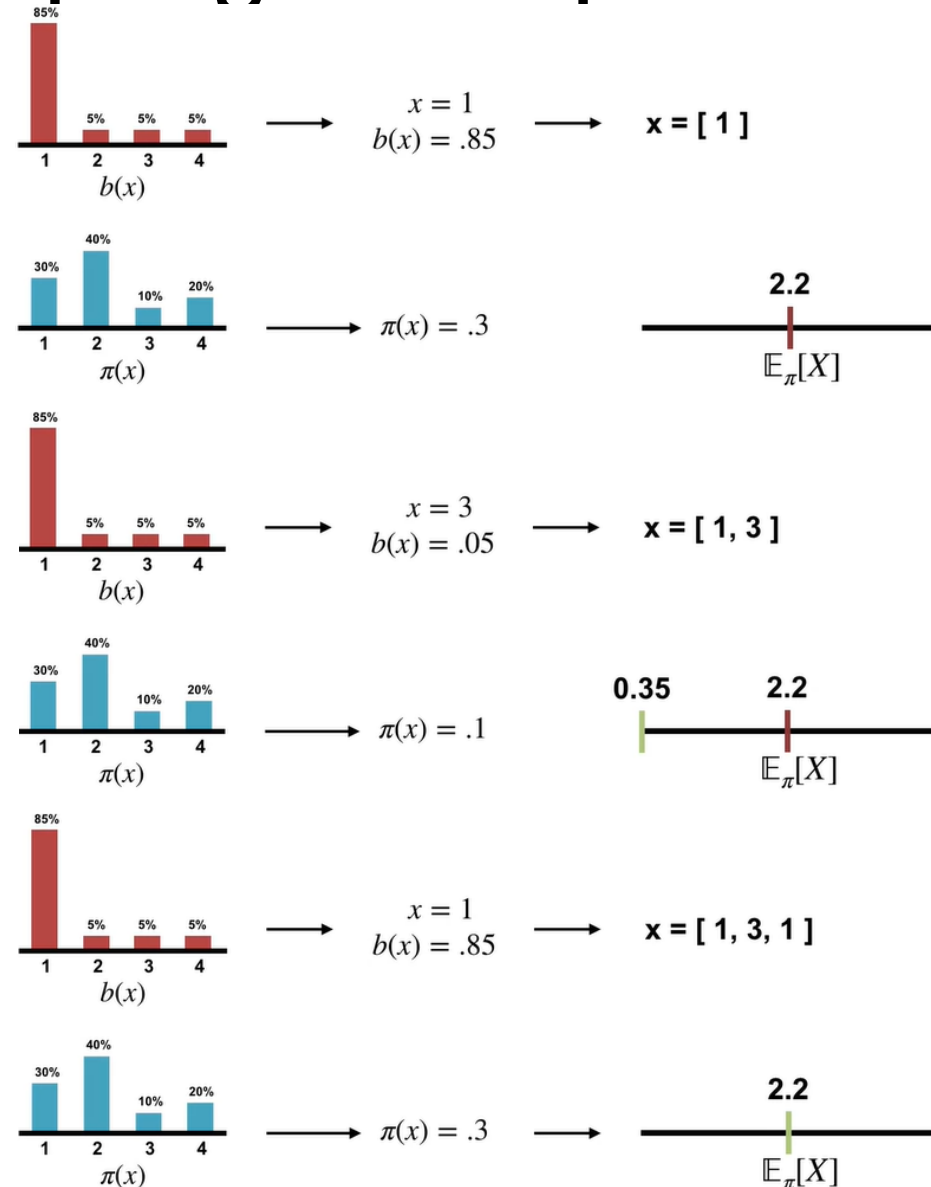 85%
5% 5% 5%
1 2 3 4
b(x)
x = 1
b(x) = .85
x = [ 1 ]
40%
30%
20%
10%
1 2 3 4
π(x)
π(x) = .3
2.2
𝔼π[X]
85%
5% 5% 5%
1 2 3 4
b(x)
x = 3
b(x) = .05
x = [ 1, 3 ]
40%
30%
20%
10%
1 2 3 4
π(x)
π(x) = .1
0.35 2.2
𝔼π[X]
85%
5% 5% 5%
1 2 3 4
b(x)
x = 1
b(x) = .85
x = [ 1, 3, 1 ]
40%
30%
20%
10%
1 2 3 4
π(x)
π(x) = .3
2.2
𝔼π[X]